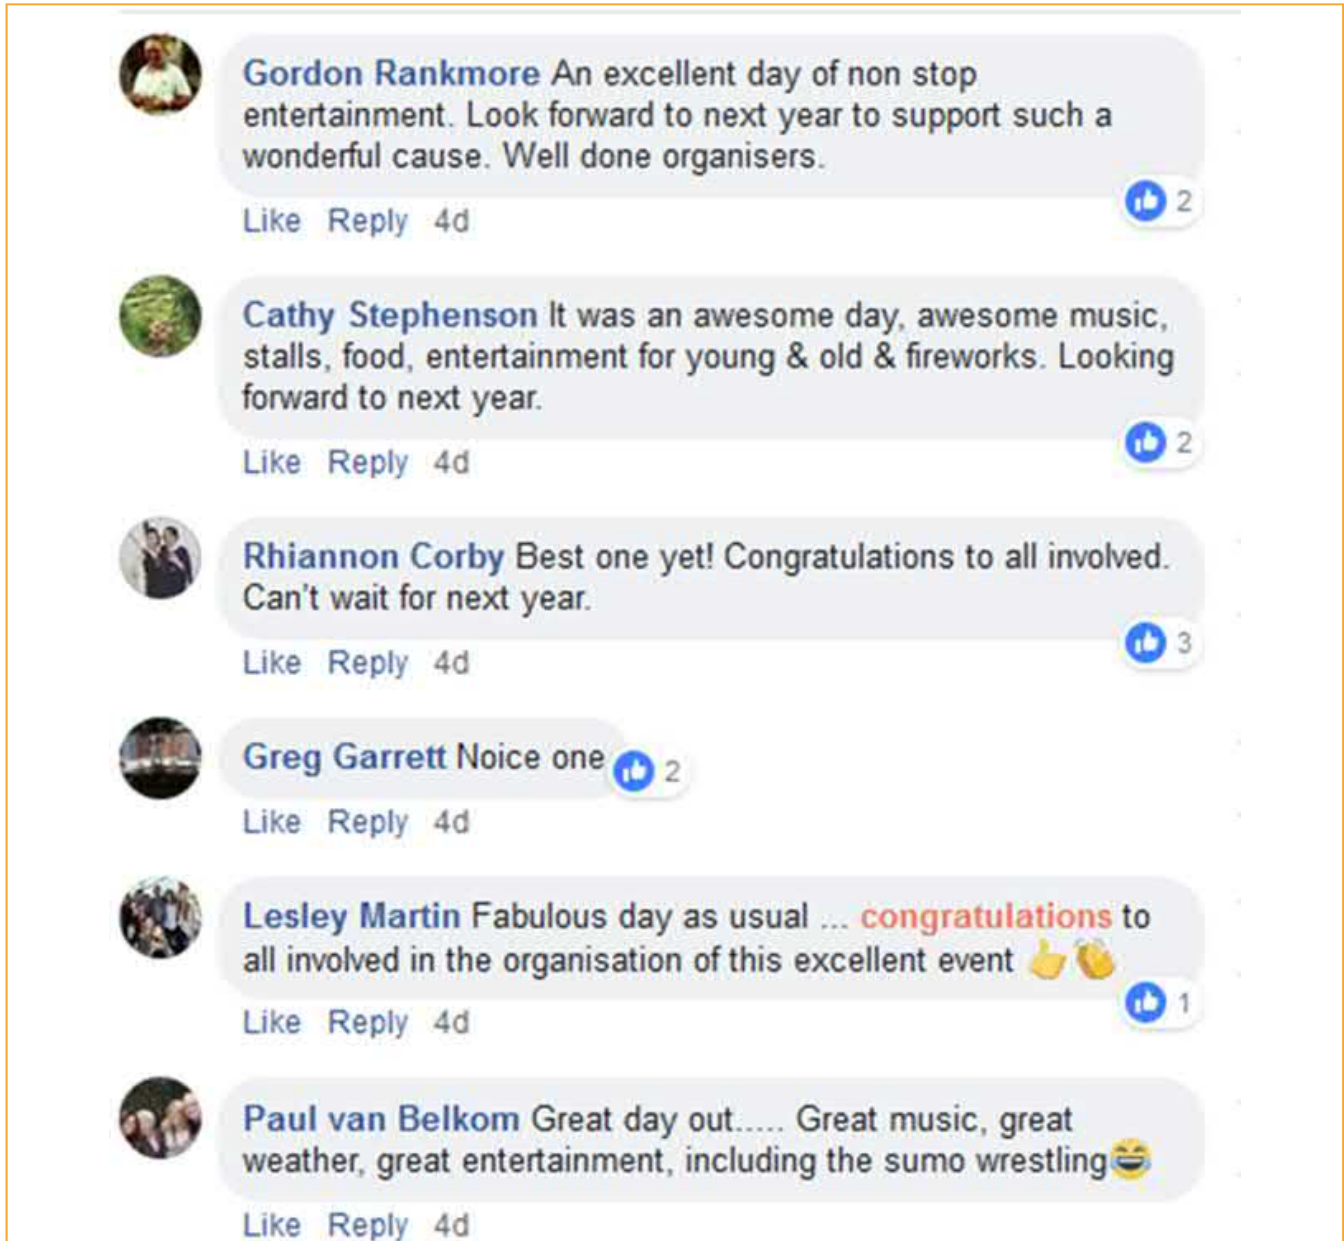 Gordon Rankmore An excellent day of non stop
entertainment. Look forward to next year to support such a
wonderful cause. Well done organisers.
2
Like Reply 4d
Cathy Stephenson It was an awesome day, awesome music,
stalls, food, entertainment for young & old & fireworks. Looking
forward to next year.
2
Like Reply 4d
Rhiannon Corby Best one yet! Congratulations to all involved.
Can't wait for next year.
3
Like Reply 4d
Greg Garrett Noice one 2
Like Reply 4d
Lesley Martin Fabulous day as usual ... congratulations to
all involved in the organisation of this excellent event 👍👏
1
Like Reply 4d
Paul van Belkom Great day out..... Great music, great
weather, great entertainment, including the sumo wrestling😂
Like Reply 4d